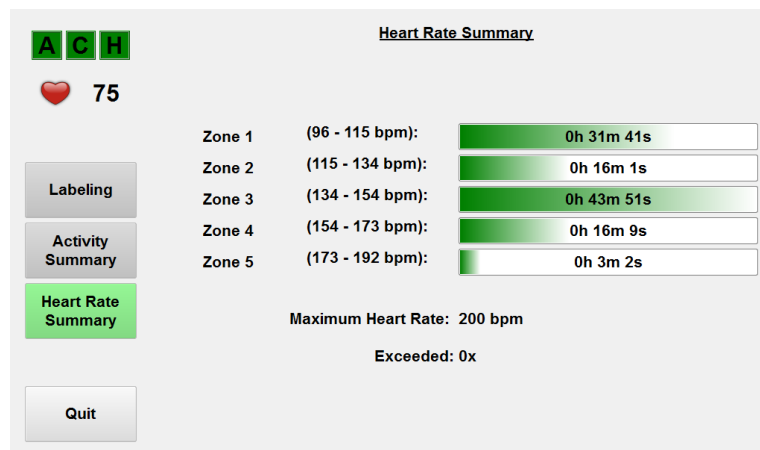 Heart Rate Summary
A C H
75
Zone 1 (96 - 115 bpm): 0h 31m 41s
Zone 2 (115 - 134 bpm): 0h 16m 1s
Zone 3 (134 - 154 bpm): 0h 43m 51s
Zone 4 (154 - 173 bpm): 0h 16m 9s
Zone 5 (173 - 192 bpm): 0h 3m 2s
Labeling
Activity
Summary
Heart Rate
Summary
Maximum Heart Rate: 200 bpm
Exceeded: 0x
Quit